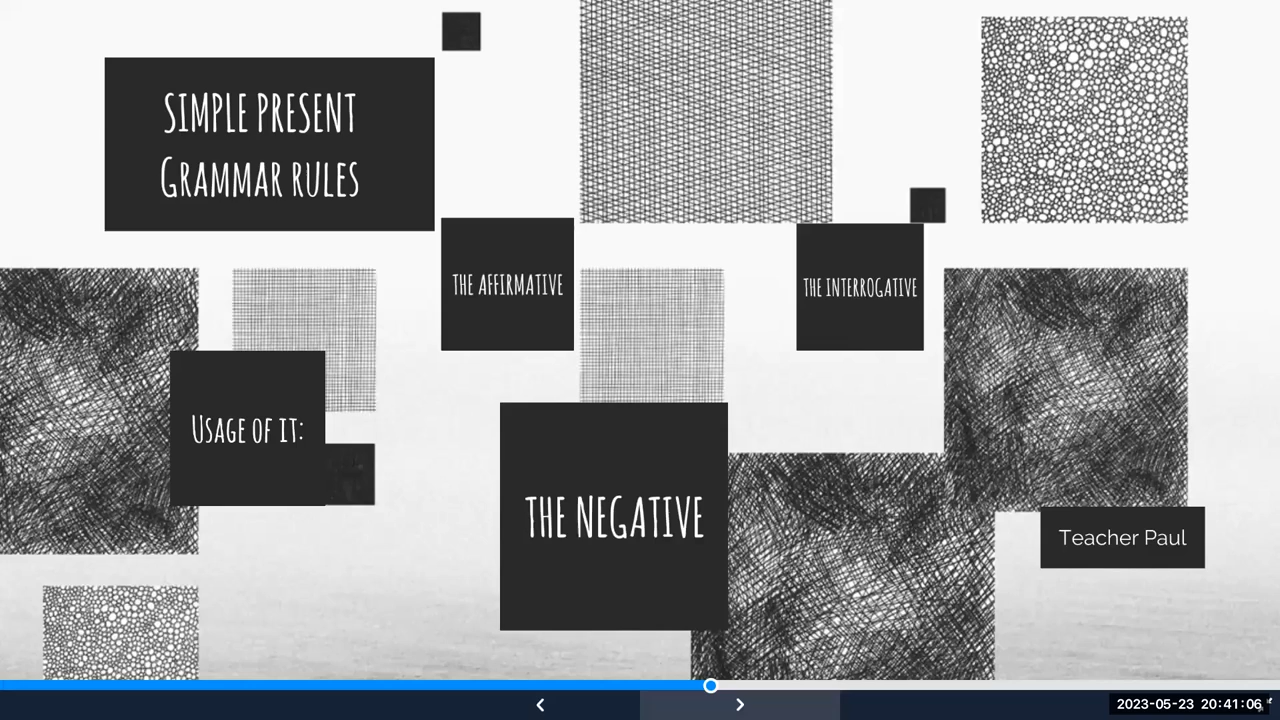 SIMPLE PRESENT
GRAMMAR RULES
THE AFFIRMATIVE
THE INTERROGATIVE
USAGE OF IT:
THE NEGATIVE
Teacher Paul
2023-05-23 20:41:06